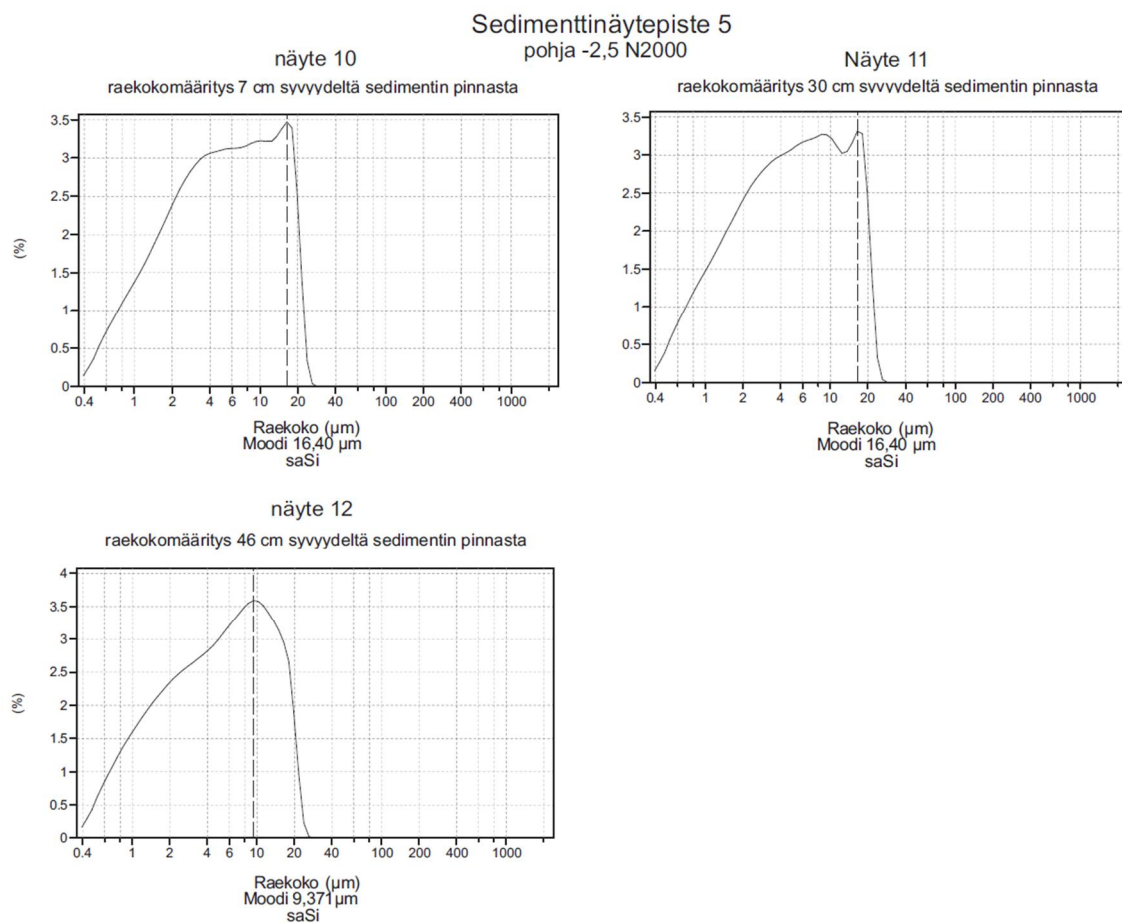 Sedimenttinäytepiste 5
pohja -2,5 N2000
näyte 10
raekokomääritys 7 cm syvyydeltä sedimentin pinnasta
3.5
3
2.5
2
1.5
1
0.5
0
(%)
0.4 1 2 4 6 10 20 40 100 200 400 1000
Raekoko (µm)
Moodi 16,40 µm
saSi
Näyte 11
raekokomääritys 30 cm syvyydeltä sedimentin pinnasta
3.5
3
2.5
2
1.5
1
0.5
0
0.4 1 2 4 6 10 20 40 100 200 400 1000
Raekoko (µm)
Moodi 16,40 µm
saSi
näyte 12
raekokomääritys 46 cm syvyydeltä sedimentin pinnasta
4
3.5
3
2.5
2
1.5
1
0.5
0
(%)
0.4 1 2 4 6 10 20 40 100 200 400 1000
Raekoko (µm)
Moodi 9,371µm
saSi